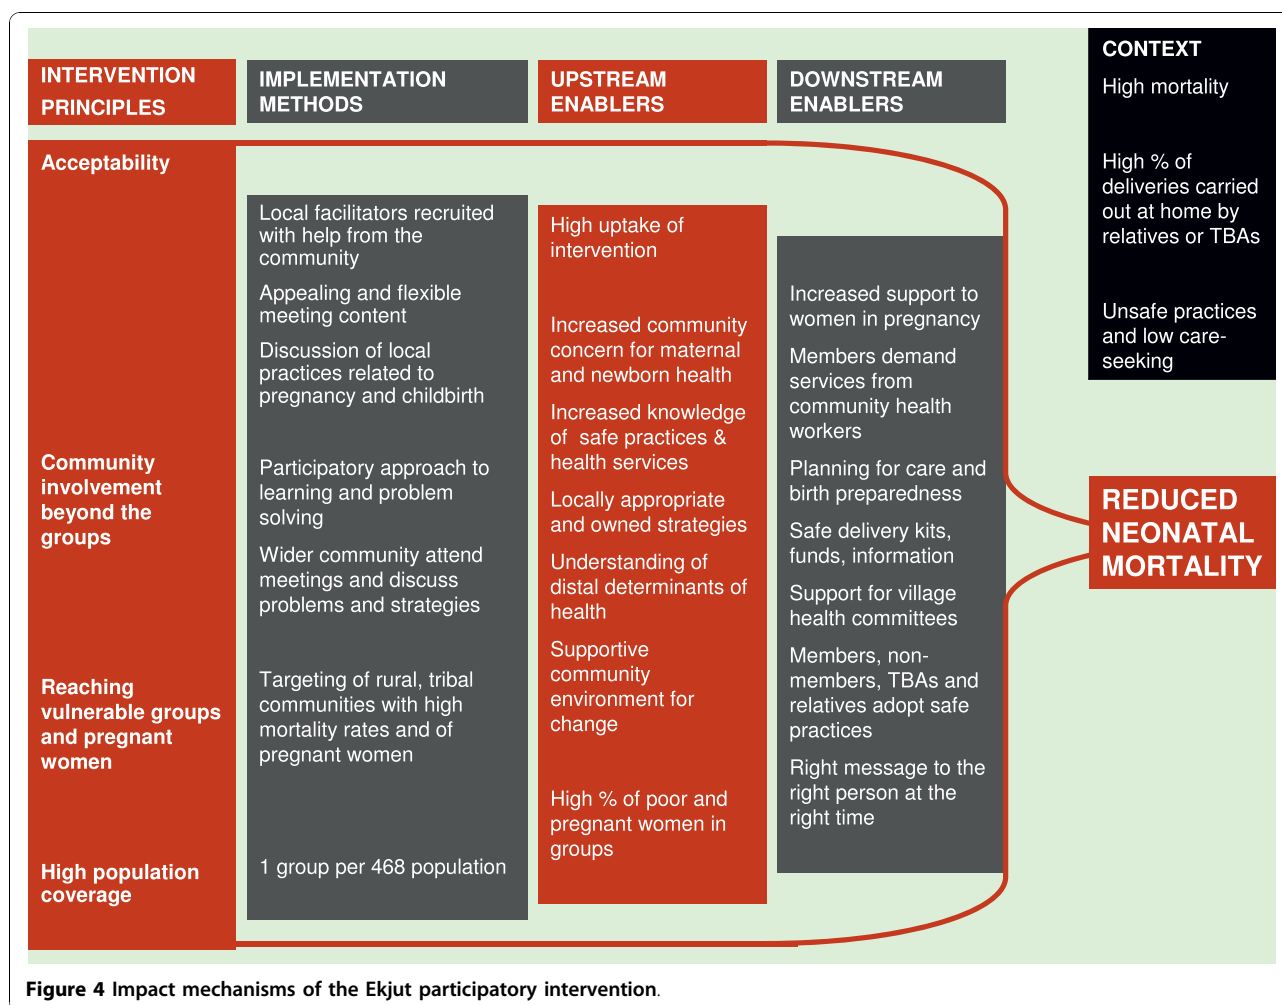 INTERVENTION
PRINCIPLES
Acceptability
Community
involvement
beyond the
groups
Reaching
vulnerable groups
and pregnant
women
High population
coverage
IMPLEMENTATION
METHODS
Local facilitators recruited
with help from the
community
Appealing and flexible
meeting content
Discussion of local
practices related to
pregnancy and childbirth
Participatory approach to
learning and problem
solving
Wider community attend
meetings and discuss
problems and strategies
Targeting of rural, tribal
communities with high
mortality rates and of
pregnant women
1 group per 468 population
UPSTREAM
ENABLERS
High uptake of
intervention
Increased community
concern for maternal
and newborn health
Increased knowledge
of safe practices &
health services
Locally appropriate
and owned strategies
Understanding of
distal determinants of
health
Supportive
community
environment for
change
High % of poor and
pregnant women in
groups
DOWNSTREAM
ENABLERS
Increased support to
women in pregnancy
Members demand
services from
community health
workers
Planning for care and
birth preparedness
Safe delivery kits,
funds, information
Support for village
health committees
Members, non-
members, TBAs and
relatives adopt safe
practices
Right message to the
right person at the
right time
CONTEXT
High mortality
High % of
deliveries carried
out at home by
relatives or TBAs
Unsafe practices
and low care-
seeking
REDUCED
NEONATAL
MORTALITY
Figure 4 Impact mechanisms of the Ekjut participatory intervention.